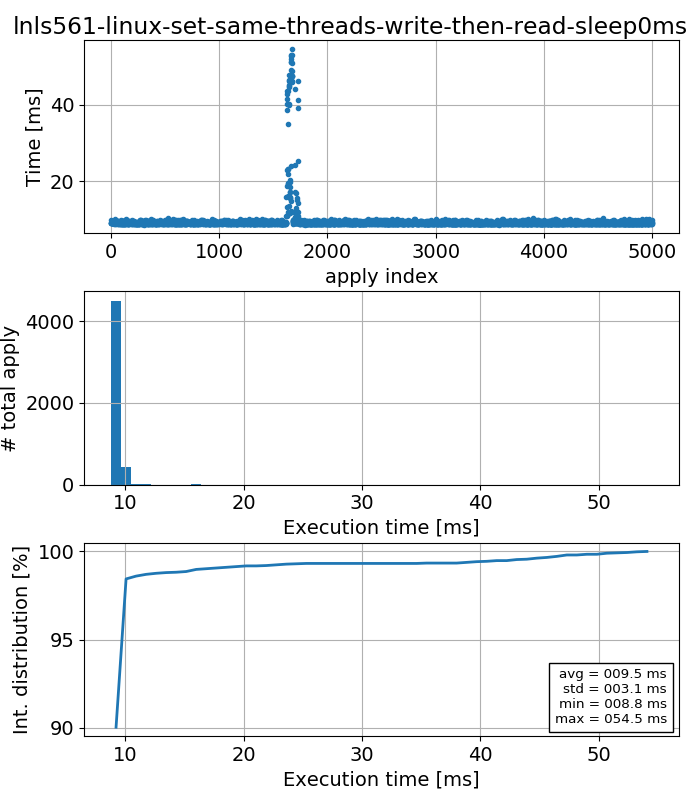 lnls561-linux-set-same-threads-write-then-read-sleep0ms
Time [ms]
40
20
0
1000
2000
3000
4000
5000
apply index
# total apply
4000
2000
0
10
20
30
40
50
Execution time [ms]
Int. distribution [%]
100
95
90
avg = 009.5 ms
std = 003.1 ms
min = 008.8 ms
max = 054.5 ms
10
20
30
40
50
Execution time [ms]